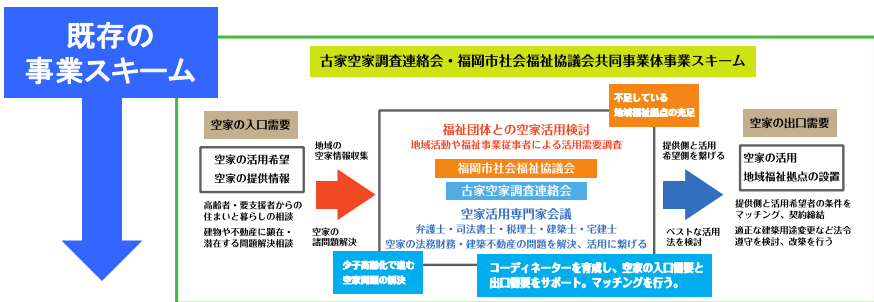 既存の
事業スキーム
古家空家調査連絡会・福岡市社会福祉協議会共同事業体事業スキーム
空家の入口需要
空家の活用希望
空家の提供情報
高齢者・要支援者からの
住まいと暮らしの相談
建物や不動産に顕在・
潜在する問題解決相談
地域の
空家情報収集
空家の
諸問題解決
不足している
地域福祉拠点の充足
福祉団体との空家活用検討
地域活動や福祉事業従事者による活用需要調査
福岡市社会福祉協議会
古家空家調査連絡会
空家活用専門家会議
弁護士・司法書士・税理士・建築士・宅建士
空家の法務財務・建築不動産の問題を解決、活用に繋げる
少子高齢化で進む
空家問題の解決
コーディネーターを育成し、空家の入口需要と
出口需要をサポート。マッチングを行う。
提供側と活用
希望側を繋げる
ベストな活用
法を検討
空家の出口需要
空家の活用
地域福祉拠点の設置
提供側と活用希望者の条件を
マッチング、契約締結
適正な建築用途変更など法令
遵守を検討、改築を行う